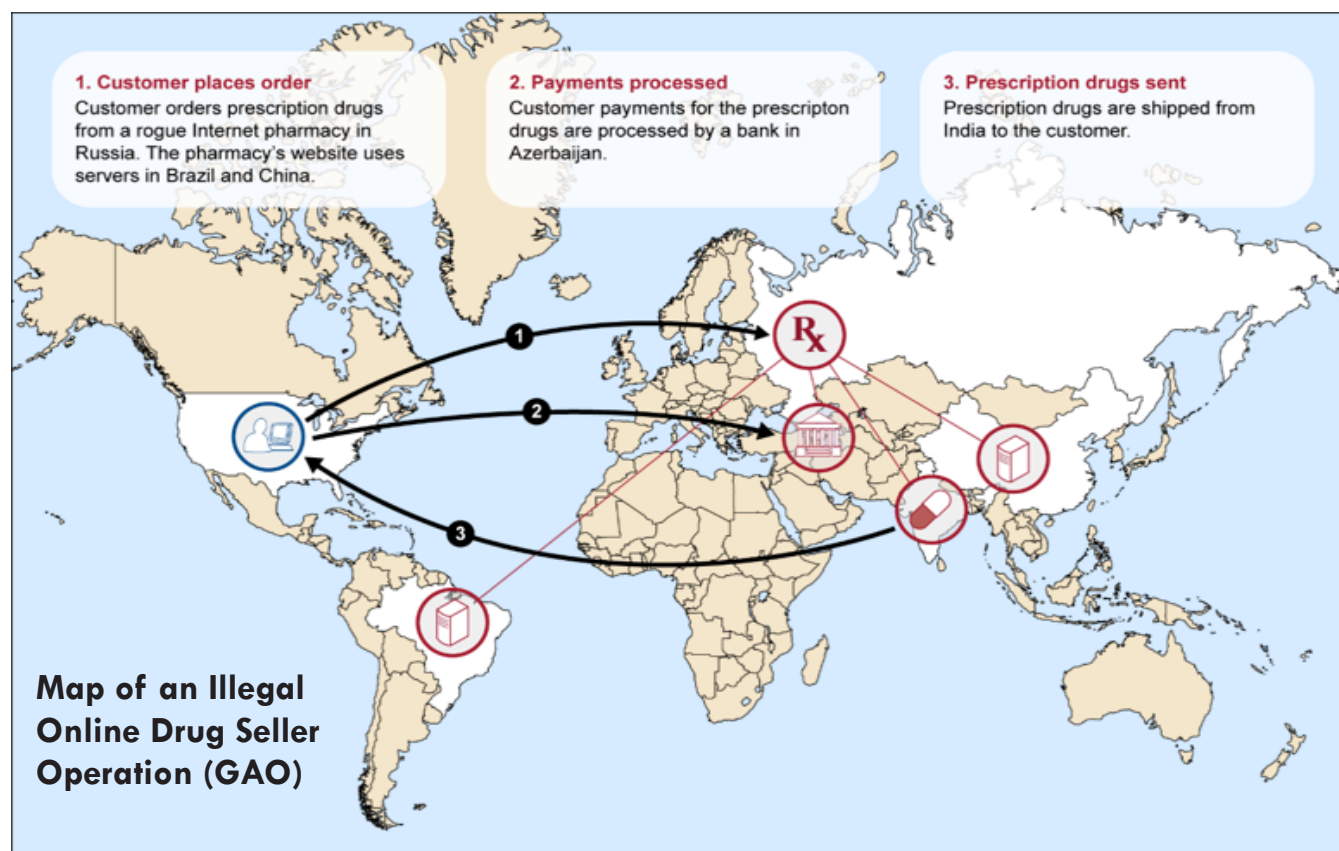 1. Customer places order
Customer orders prescription drugs
from a rogue Internet pharmacy in
Russia. The pharmacy's website uses
servers in Brazil and China.
2. Payments processed
Customer payments for the prescripton
drugs are processed by a bank in
Azerbaijan.
3. Prescription drugs sent
Prescription drugs are shipped from
India to the customer.
1
Rx
2
3
Map of an Illegal
Online Drug Seller
Operation (GAO)